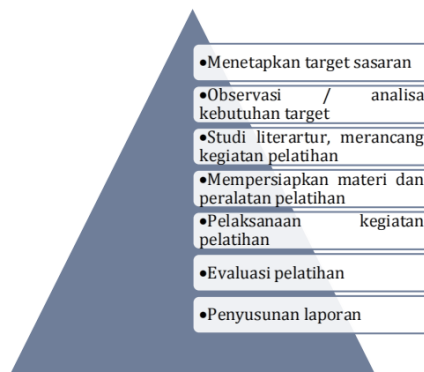 •Menetapkan target sasaran
•Observasi / analisa
kebutuhan target
•Studi literartur, merancang
kegiatan pelatihan
•Mempersiapkan materi dan
peralatan pelatihan
•Pelaksanaan kegiatan
pelatihan
•Evaluasi pelatihan
•Penyusunan laporan